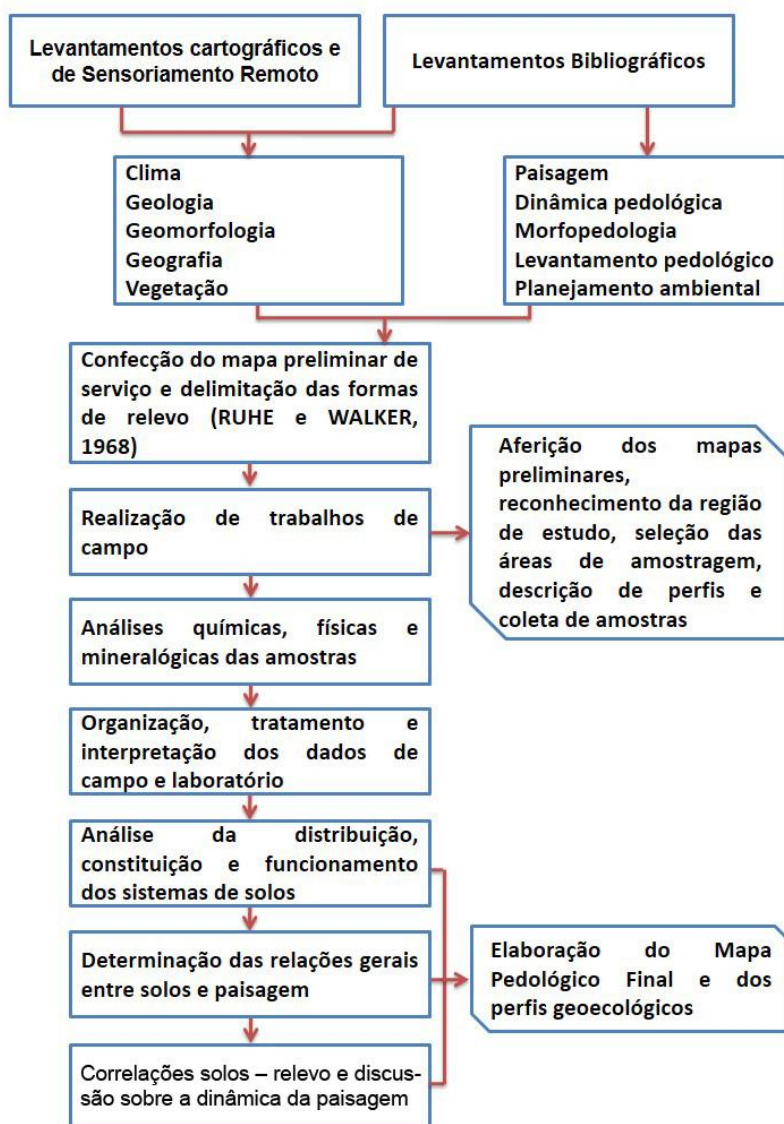 Levantamentos cartográficos e
de Sensoriamento Remoto
Levantamentos Bibliográficos
Clima
Geologia
Geomorfologia
Geografia
Vegetação
Paisagem
Dinâmica pedológica
Morfopedologia
Levantamento pedológico
Planejamento ambiental
Confecção do mapa preliminar de
serviço e delimitação das formas
de relevo (RUHE e WALKER,
1968)
Realização de trabalhos de
campo
Aferição dos mapas
preliminares,
reconhecimento da região
de estudo, seleção das
áreas de amostragem,
descrição de perfis e
coleta de amostras
Análises químicas, físicas e
mineralógicas das amostras
Organização, tratamento e
interpretação dos dados de
campo e laboratório
Análise da distribuição,
constituição e funcionamento
dos sistemas de solos
Determinação das relações gerais
entre solos e paisagem
Elaboração do Mapa
Pedológico Final e dos
perfis geoecológicos
Correlações solos – relevo e discus-
são sobre a dinâmica da paisagem